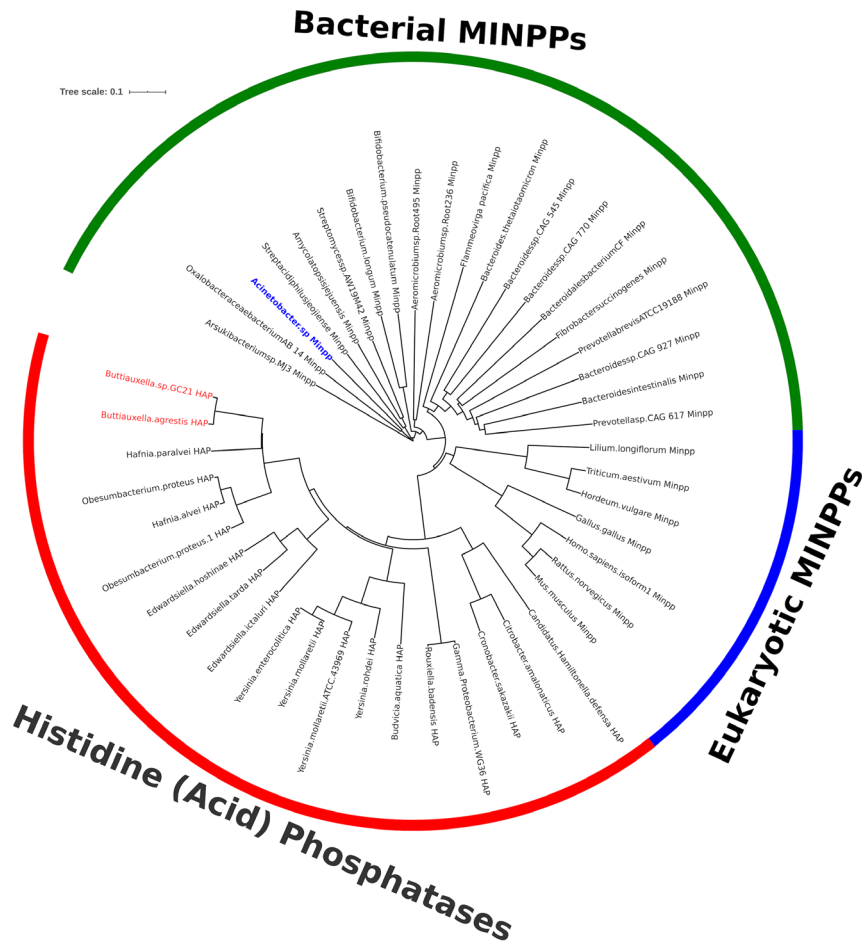 Bacterial MINPPs
Tree scale: 0.1
Arsukibacteriumsp.MJ3 Minpp
OxalobacteraceaebacteriumAB_14 Minpp
Acinetobacter.sp Minpp
Streptacidiphilusjeojiense Minpp
Amycolatopsisjejuensis Minpp
Streptomycessp.AW19M42 Minpp
Bifidobacterium.longum Minpp
Bifidobacterium.pseudocatenulatum Minpp
Aeromicrobiumsp.Root495 Minpp
Aeromicrobiumsp.Root236 Minpp
Flammeovirga pacifica Minpp
Bacteroides.thetaiotaomicron Minpp
Bacteroidessp.CAG 545 Minpp
Bacteroidessp.CAG 770 Minpp
BacteroidalesbacteriumCF Minpp
Fibrobactersuccinogenes Minpp
PrevotellabrevisATCC19188 Minpp
Bacteroidessp.CAG 927 Minpp
Bacteroidesintestinalis Minpp
Prevotellasp.CAG 617 Minpp
Lilium.longiflorum Minpp
Triticum.aestivum Minpp
Hordeum.vulgare Minpp
Gallus.gallus Minpp
Homo.sapiens.isoform1 Minpp
Rattus.norvegicus Minpp
Mus.musculus Minpp
Eukaryotic MINPPs
Candidatus.Hamiltonella.defensa HAP
Citrobacter.amalonaticus HAP
Cronobacter.sakazakii HAP
Gamma.Proteobacterium.WG36 HAP
Rouxiella.badensis HAP
Budvicia.aquatica HAP
Yersinia.rohdei HAP
Yersinia.mollaretii.ATCC.43969 HAP
Yersinia.mollaretii HAP
Yersinia.enterocolitica HAP
Edwardsiella.ictaluri HAP
Edwardsiella.tarda HAP
Edwardsiella.hoshinae HAP
Obesumbacterium.proteus.1 HAP
Hafnia.alvei HAP
Obesumbacterium.proteus HAP
Hafnia.paralvei HAP
Buttiauxella.agrestis HAP
Buttiauxella.sp.GC21 HAP
Histidine (Acid) Phosphatases